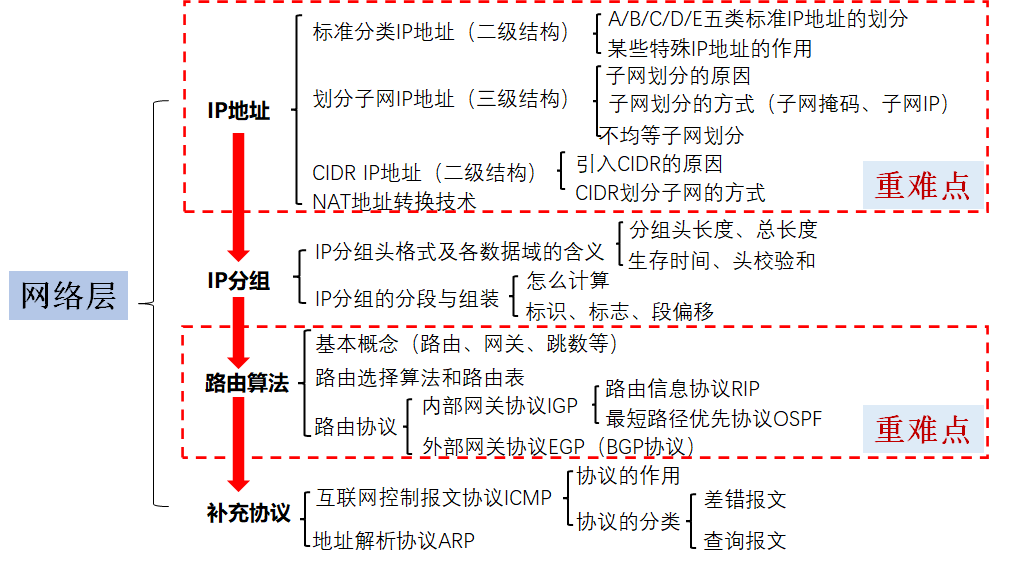 网络层
IP地址
标准分类IP地址（二级结构）
A/B/C/D/E五类标准IP地址的划分
某些特殊IP地址的作用
划分子网IP地址（三级结构）
子网划分的原因
子网划分的方式（子网掩码、子网IP）
不均等子网划分
CIDR IP地址（二级结构）
引入CIDR的原因
CIDR划分子网的方式
NAT地址转换技术
重难点
IP分组
IP分组头格式及各数据域的含义
分组头长度、总长度
生存时间、头校验和
IP分组的分段与组装
怎么计算
标识、标志、段偏移
路由算法
基本概念（路由、网关、跳数等）
路由选择算法和路由表
路由协议
内部网关协议IGP
路由信息协议RIP
最短路径优先协议OSPF
外部网关协议EGP（BGP协议）
重难点
补充协议
互联网控制报文协议ICMP
协议的作用
协议的分类
差错报文
查询报文
地址解析协议ARP